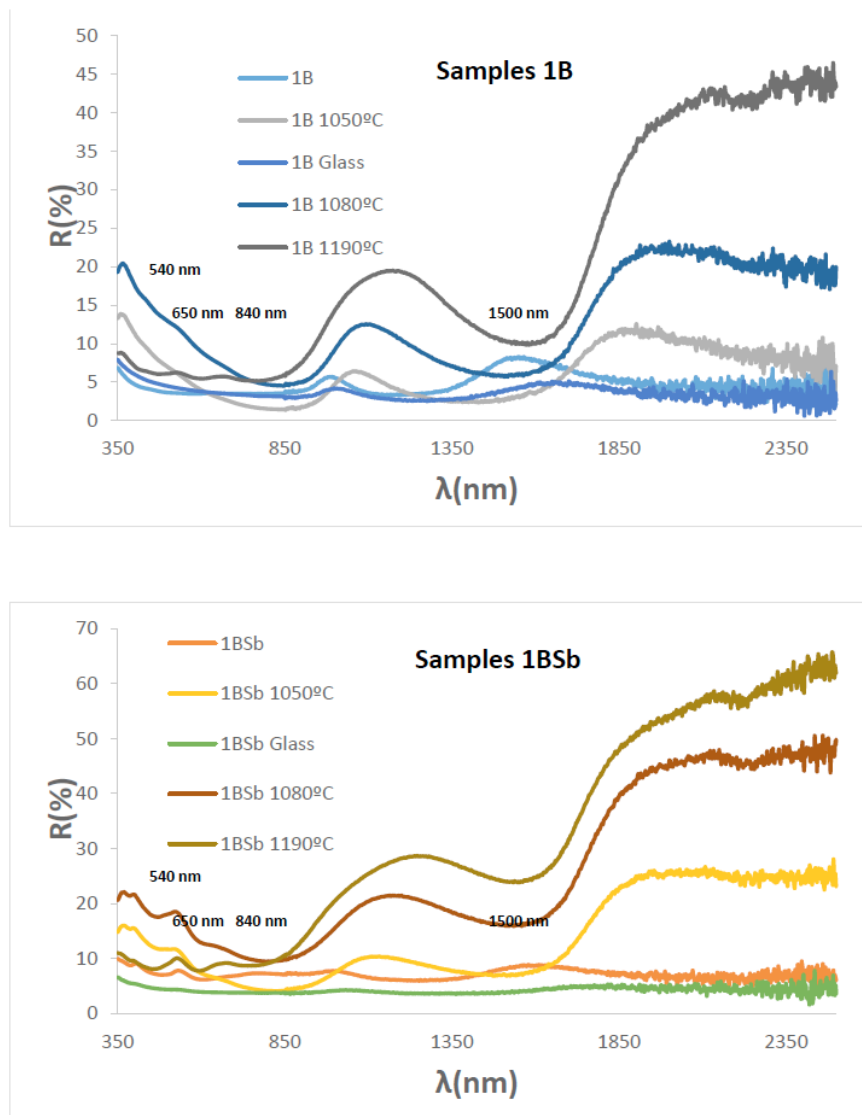 50
45
40
35
30
25
20
15
10
5
0
R(%)
Samples 1B
1B
1B 1050ºC
1B Glass
1B 1080ºC
1B 1190ºC
540 nm
650 nm
840 nm
1500 nm
350
850
1350
1850
2350
λ(nm)
70
60
50
40
30
20
10
0
R(%)
Samples 1BSb
1BSb
1BSb 1050ºC
1BSb Glass
1BSb 1080ºC
1BSb 1190ºC
540 nm
650 nm
840 nm
1500 nm
350
850
1350
1850
2350
λ(nm)